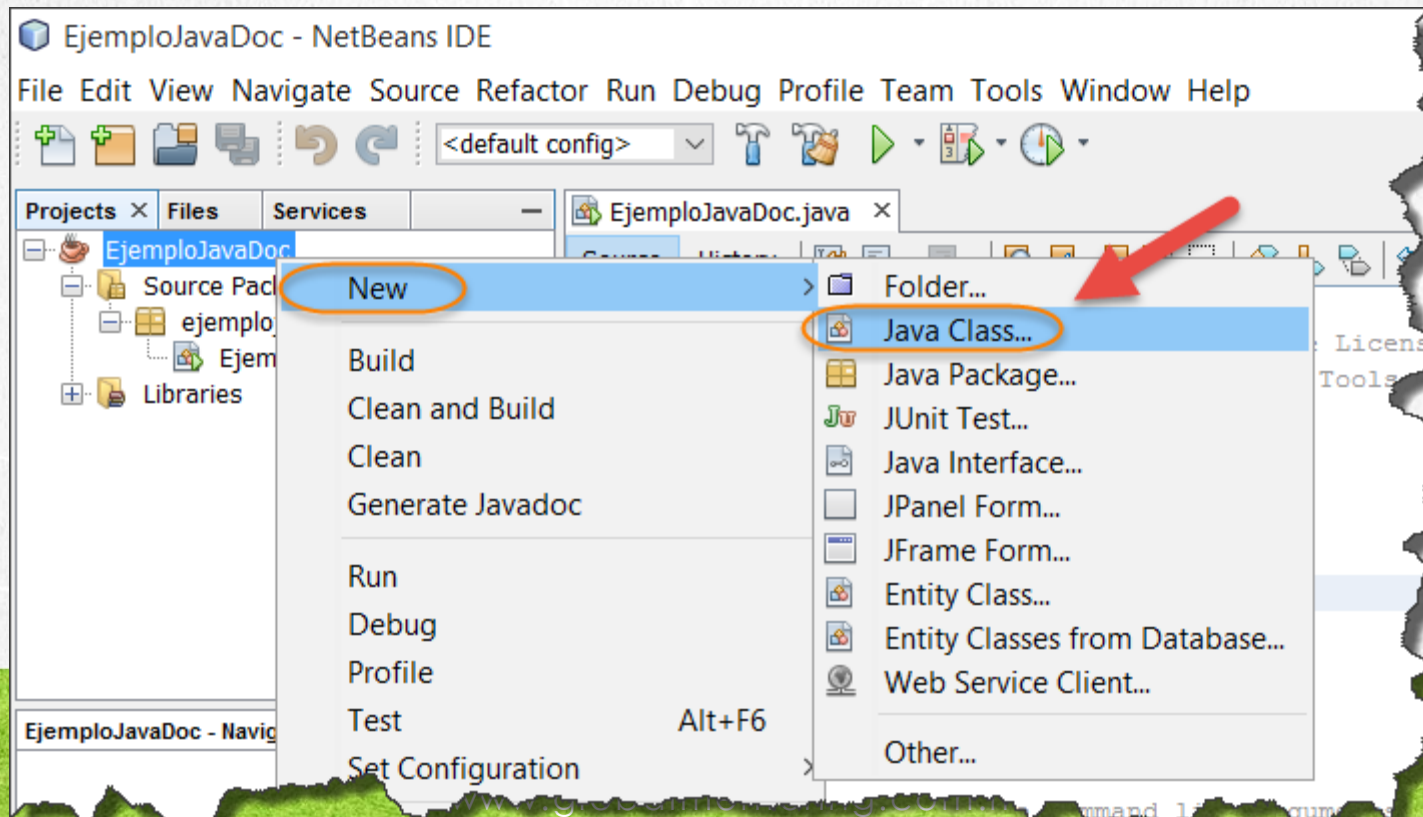 EjemploJavaDoc - NetBeans IDE
File Edit View Navigate Source Refactor Run Debug Profile Team Tools Window Help
<default config>
Projects Files Services
EjemploJavaDoc.java
EjemploJavaDoc
Source
Source
New
Build
Clean and Build
Clean
Generate Javadoc
Run
Debug
Profile
Test Alt+F6
Set Configuration
Folder...
Java Class...
Java Package...
JUnit Test...
Java Interface...
JPanel Form...
JFrame Form...
Entity Class...
Entity Classes from Database...
Web Service Client...
Other...
Libraries
Tools
EjemploJavaDoc